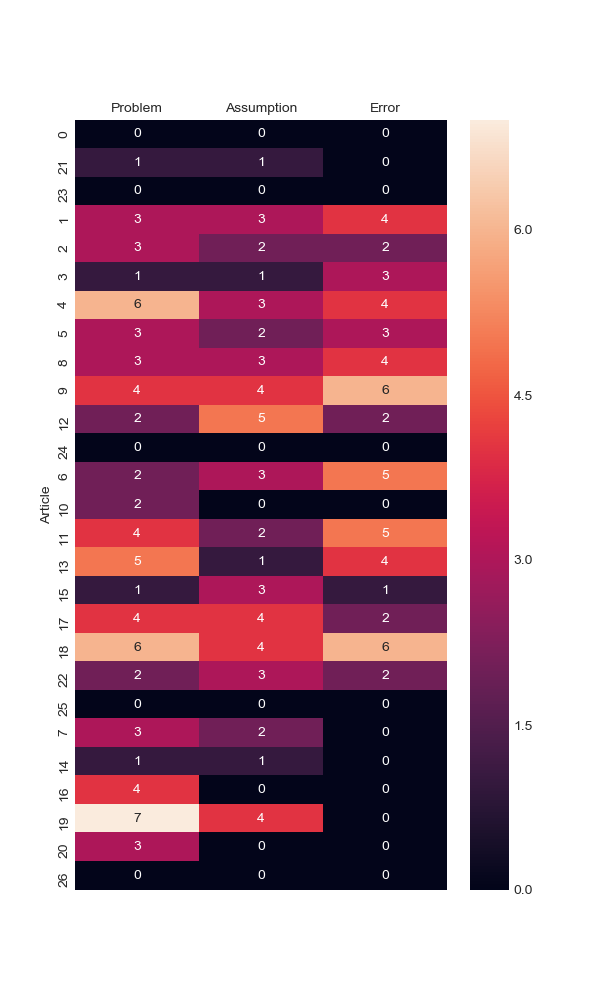 Problem Assumption Error
0 0 0 0
21 1 1 0
23 0 0 0
1 3 3 4
2 3 2 2
3 1 1 3
4 6 3 4
5 3 2 3
8 3 3 4
9 4 4 6
12 2 5 2
24 0 0 0
6 2 3 5
10 2 0 0
11 4 2 5
13 5 1 4
15 1 3 1
17 4 4 2
18 6 4 6
22 2 3 2
25 0 0 0
7 3 2 0
14 1 1 0
16 4 0 0
19 7 4 0
20 3 0 0
26 0 0 0
Article
6.0
4.5
3.0
1.5
0.0